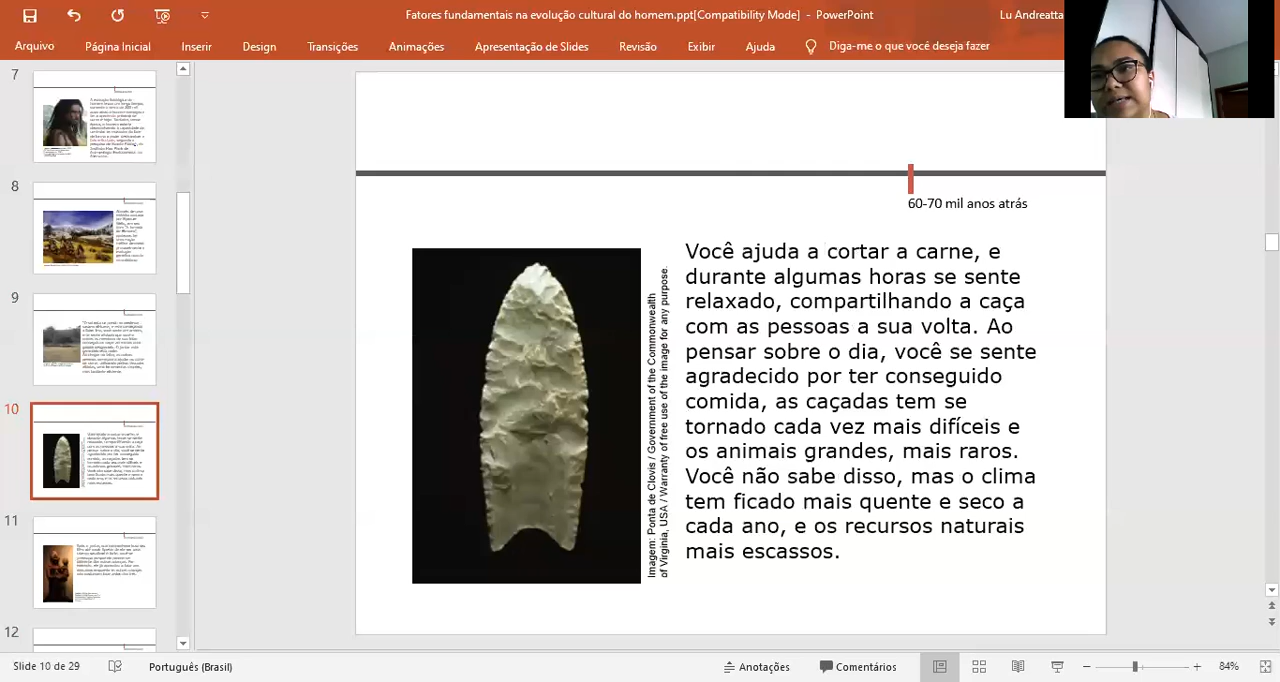 Fatores fundamentais na evolução cultural do homem.ppt[Compatibility Mode] - PowerPoint
Lu Andreatta
Arquivo
Página Inicial
Inserir
Design
Transições
Animações
Apresentação de Slides
Revisão
Exibir
Ajuda
Diga-me o que você deseja fazer
7
8
9
10
11
12
60-70 mil anos atrás
Imagem: Ponta de Clovis / Government of the Commonwealth
of Virginia, USA / Warranty of free use of the image for any purpose.
Você ajuda a cortar a carne, e
durante algumas horas se sente
relaxado, compartilhando a caça
com as pessoas a sua volta. Ao
pensar sobre o dia, você se sente
agradecido por ter conseguido
comida, as caçadas tem se
tornado cada vez mais difíceis e
os animais grandes, mais raros.
Você não sabe disso, mas o clima
tem ficado mais quente e seco a
cada ano, e os recursos naturais
mais escassos.
Slide 10 de 29
Português (Brasil)
Anotações
Comentários
84%